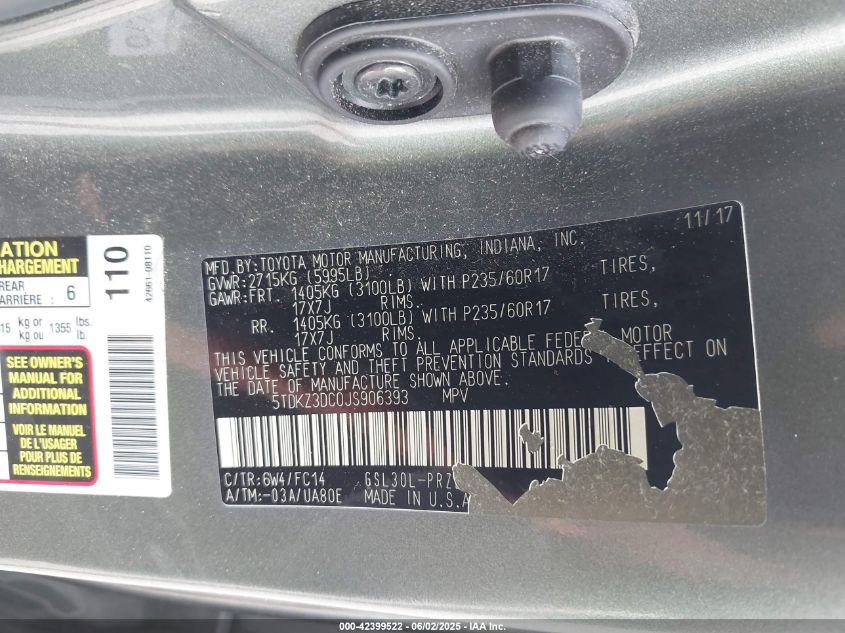 11/17
MFD.BY:TOYOTA MOTOR MANUFACTURING, INDIANA, INC.
GVWR:2715KG (5995LB)
GAWR:FRT. 1405KG (3100LB) WITH P235/60R17 TIRES,
17X7J RIMS.
RR. 1405KG (3100LB) WITH P235/60R17 TIRES,
17X7J RIMS.
THIS VEHICLE CONFORMS TO ALL APPLICABLE FEDER MOTOR
VEHICLE SAFETY AND THEFT PREVENTION STANDARDS EFFECT ON
THE DATE OF MANUFACTURE SHOWN ABOVE.
5TDKZ3DC0JS906393 MPV
C/TR:6W4/FC14 GSL30L-PRZ
A/TM:-03A/UA80E MADE IN U.S.A
ATION
HARGEMENT
REAR
ARRIÈRE: 6
15 kg or kg ou 1355 lbs. lb.
SEE OWNER'S
MANUAL FOR
ADDITIONAL
INFORMATION
VOIR LE MANUEL
DE L'USAGER
POUR PLUS DE
RENSEIGNEMENTS
110
42661-08110
000-42399522 - 06/02/2025 - IAA Inc.